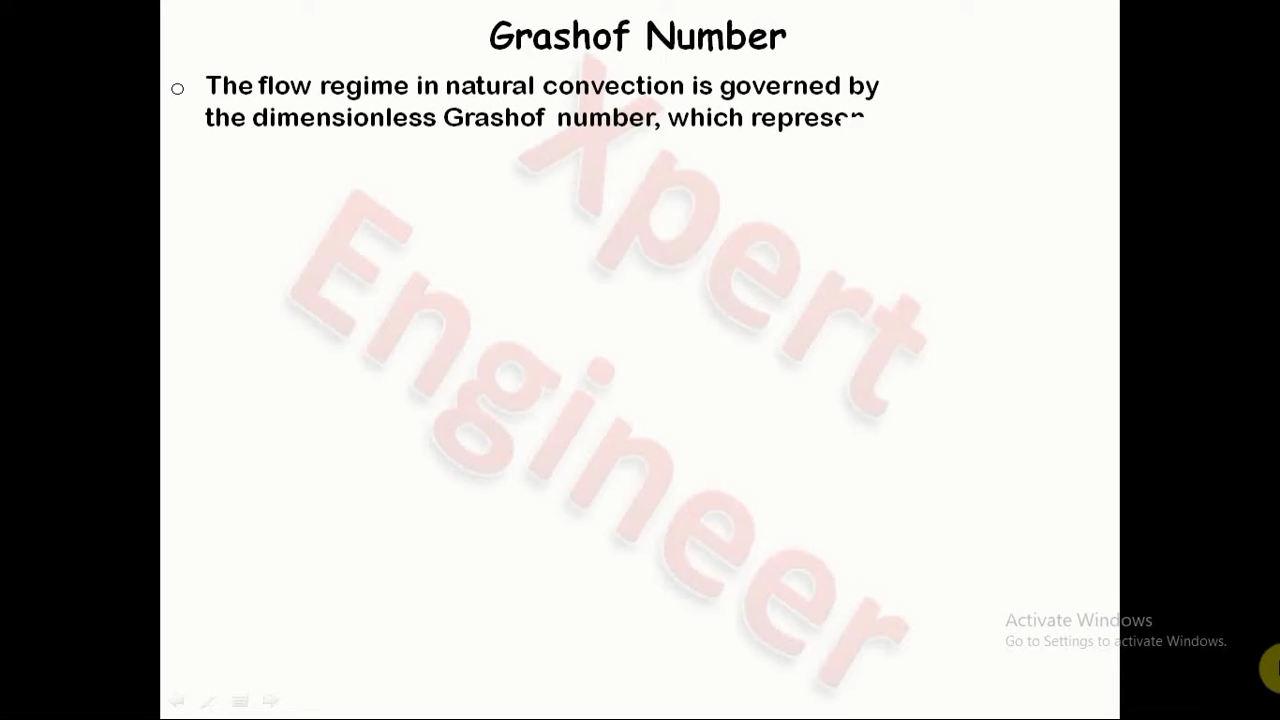 Grashof Number
○ The flow regime in natural convection is governed by
the dimensionless Grashof number, which
Xpert
Engineer
Activate Windows
Go to Settings to activate Windows.